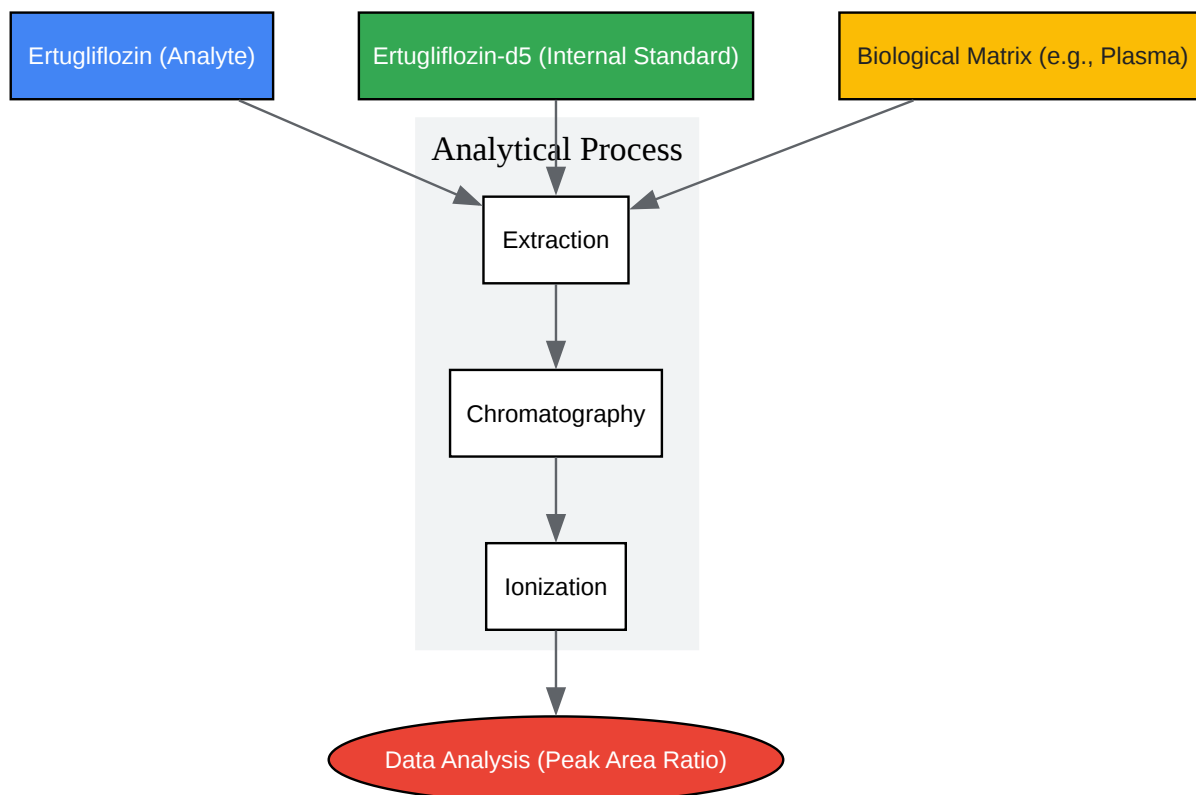 Ertugliflozin (Analyte)
Ertugliflozin-d5 (Internal Standard)
Biological Matrix (e.g., Plasma)
Analytical Process
Extraction
Chromatography
Ionization
Data Analysis (Peak Area Ratio)